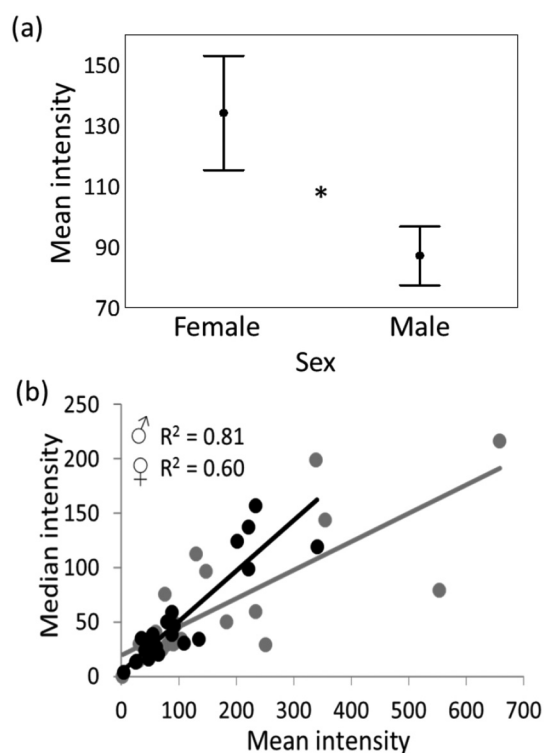 (a)
Mean intensity
150
130
110
90
70
*
Female Male
Sex
(b)
Median intensity
250
200
150
100
50
0
♂ R² = 0.81
♀ R² = 0.60
0 100 200 300 400 500 600 700
Mean intensity